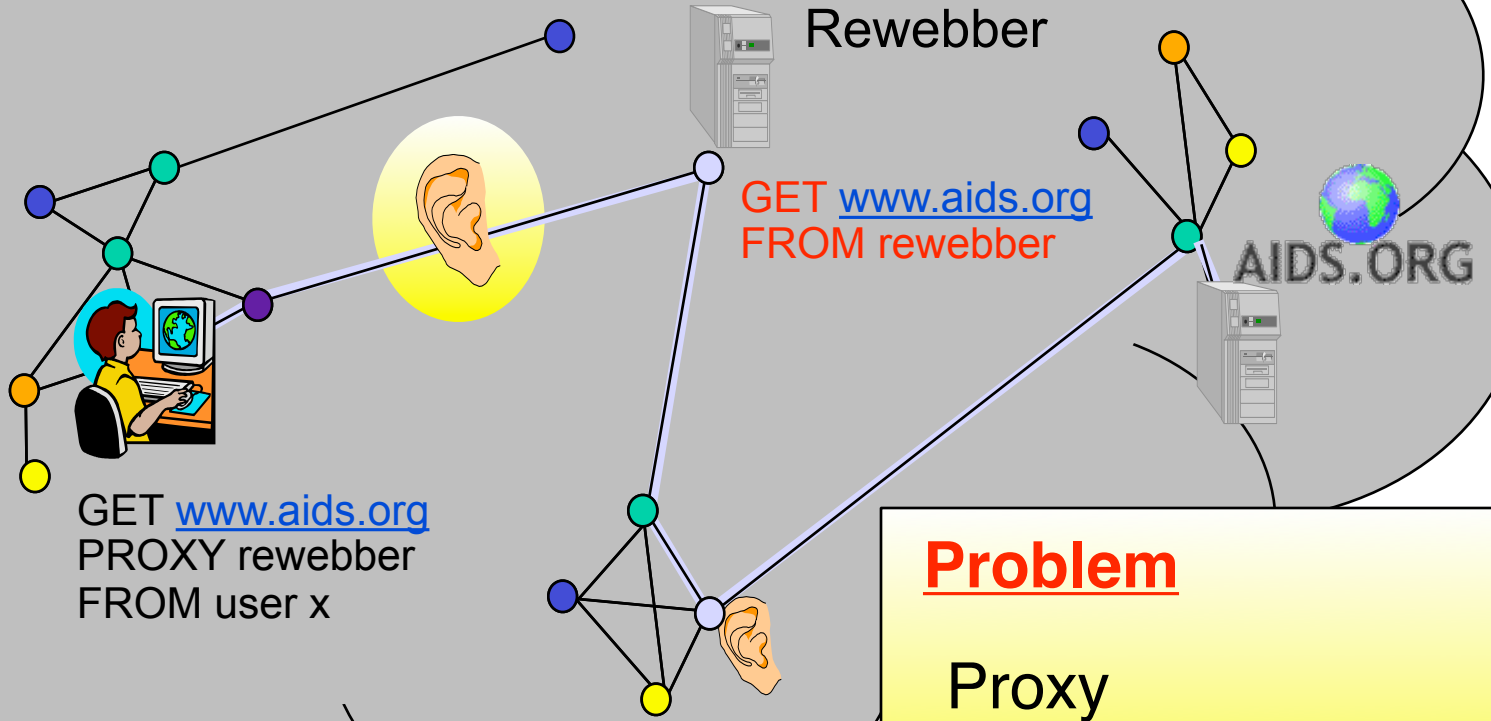 Rewebber
GET www.aids.org
FROM rewebber
AIDS.ORG
GET www.aids.org
PROXY rewebber
FROM user x
Problem
Proxy